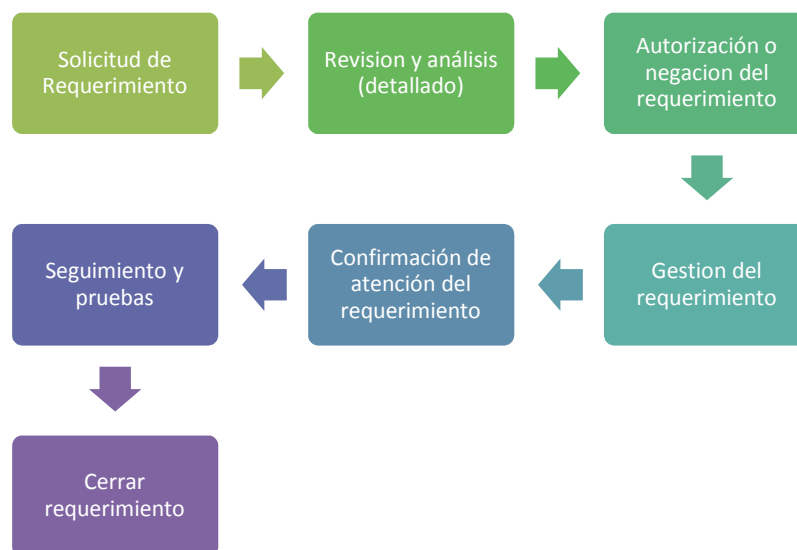 Solicitud de
Requerimiento
Revision y análisis
(detallado)
Autorización o
negacion del
requerimiento
Gestion del
requerimiento
Confirmación de
atención del
requerimiento
Seguimiento y
pruebas
Cerrar
requerimiento